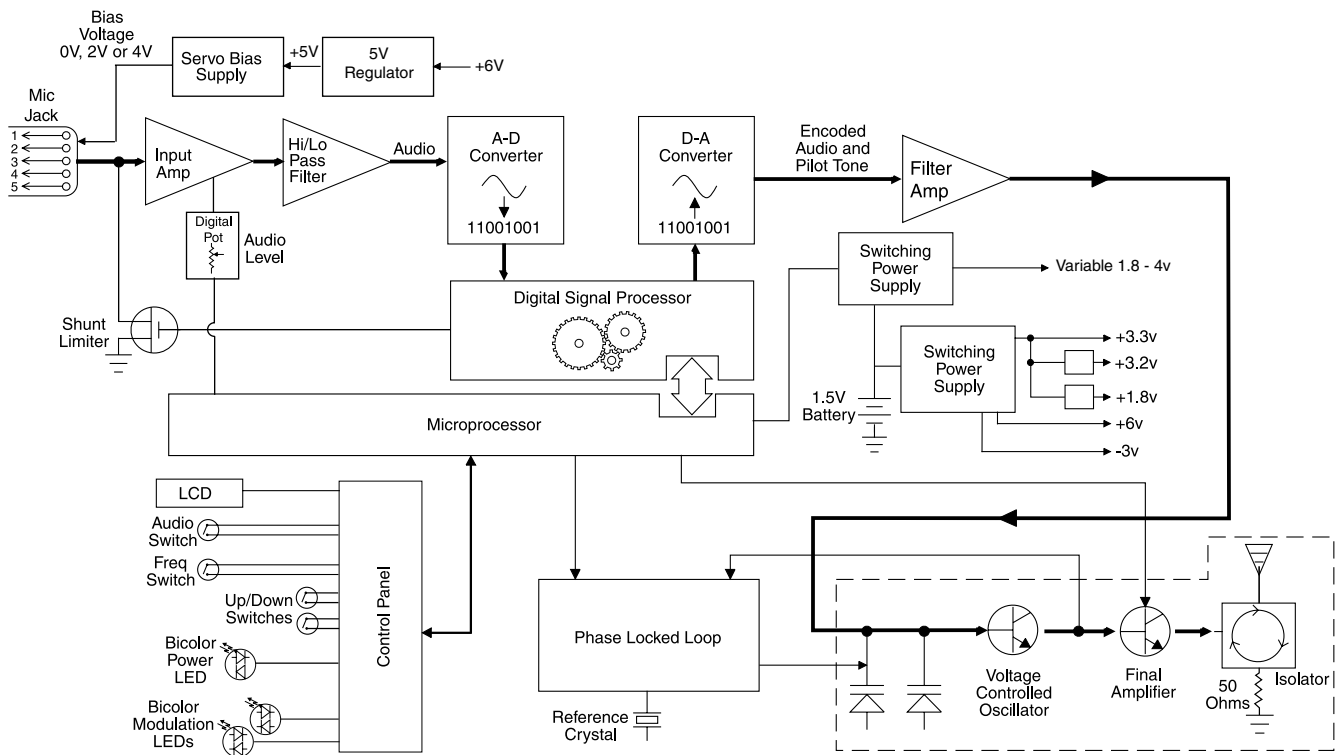 Bias
Voltage
0V, 2V or 4V
Servo Bias
Supply
+5V
5V
Regulator
+6V
Mic
Jack
1
2
3
4
5
Input
Amp
Hi/Lo
Pass
Filter
Audio
A-D
Converter
11001001
D-A
Converter
11001001
Encoded
Audio and
Pilot Tone
Filter
Amp
Digital
Pot
Audio
Level
Shunt
Limiter
Digital Signal Processor
Switching
Power
Supply
Variable 1.8 - 4v
Switching
Power
Supply
+3.3v
+3.2v
+1.8v
+6v
-3v
1.5V
Battery
Microprocessor
LCD
Audio
Switch
Freq
Switch
Up/Down
Switches
Bicolor
Power
LED
Bicolor
Modulation
LEDs
Control Panel
Phase Locked Loop
Reference
Crystal
Voltage
Controlled
Oscillator
Final
Amplifier
50
Ohms
Isolator